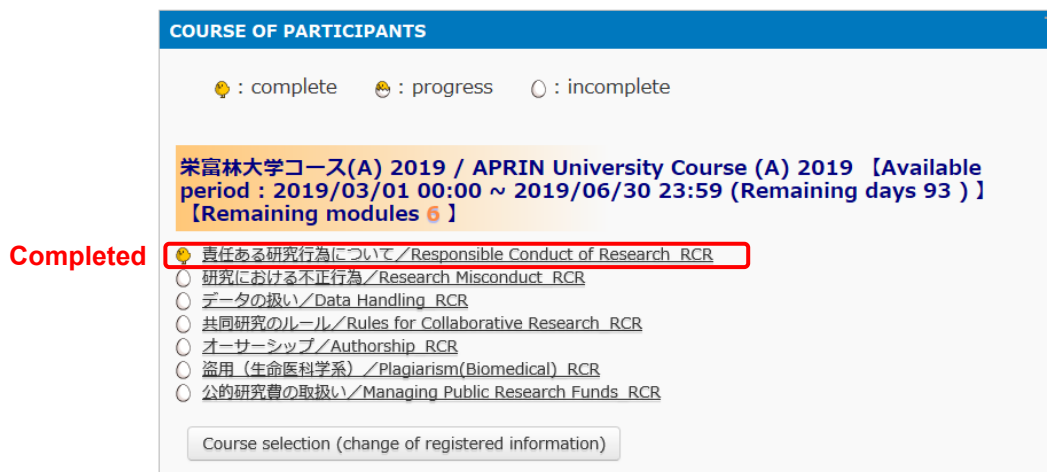 COURSE OF PARTICIPANTS
: complete : progress : incomplete
栄富林大学コース(A) 2019 / APRIN University Course (A) 2019 【Available
period : 2019/03/01 00:00 ~ 2019/06/30 23:59 (Remaining days 93 ) 】
【Remaining modules 6 】
Completed 責任ある研究行為について／Responsible Conduct of Research_RCR
研究における不正行為／Research Misconduct_RCR
データの扱い／Data Handling_RCR
共同研究のルール／Rules for Collaborative Research_RCR
オーサーシップ／Authorship_RCR
盗用（生命医科学系）／Plagiarism(Biomedical)_RCR
公的研究費の取扱い／Managing Public Research Funds_RCR
Course selection (change of registered information)